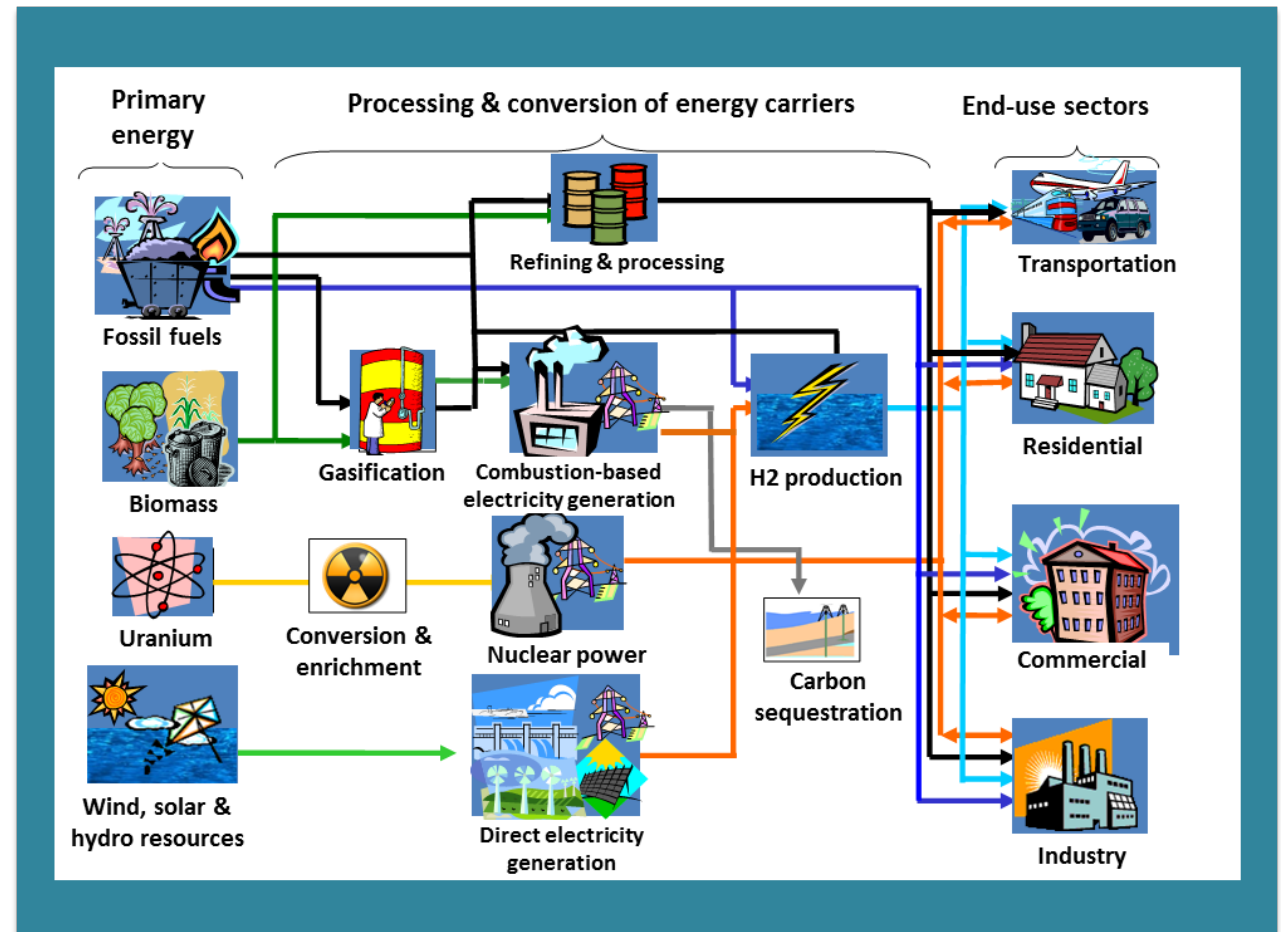 Primary
energy
Processing & conversion of energy carriers
End-use sectors
Fossil fuels
Refining & processing
Transportation
Biomass
Gasification
Combustion-based
electricity generation
H2 production
Residential
Uranium
Conversion &
enrichment
Nuclear power
Carbon
sequestration
Commercial
Wind, solar &
hydro resources
Direct electricity
generation
Industry